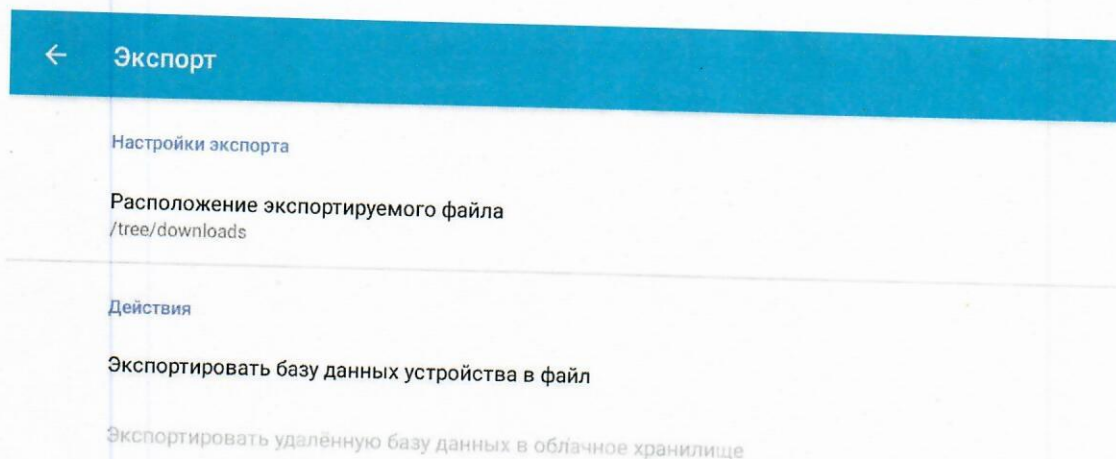 Экспорт
Настройки экспорта
Расположение экспортируемого файла
/tree/downloads
Действия
Экспортировать базу данных устройства в файл
Экспортировать удалённую базу данных в облачное хранилище